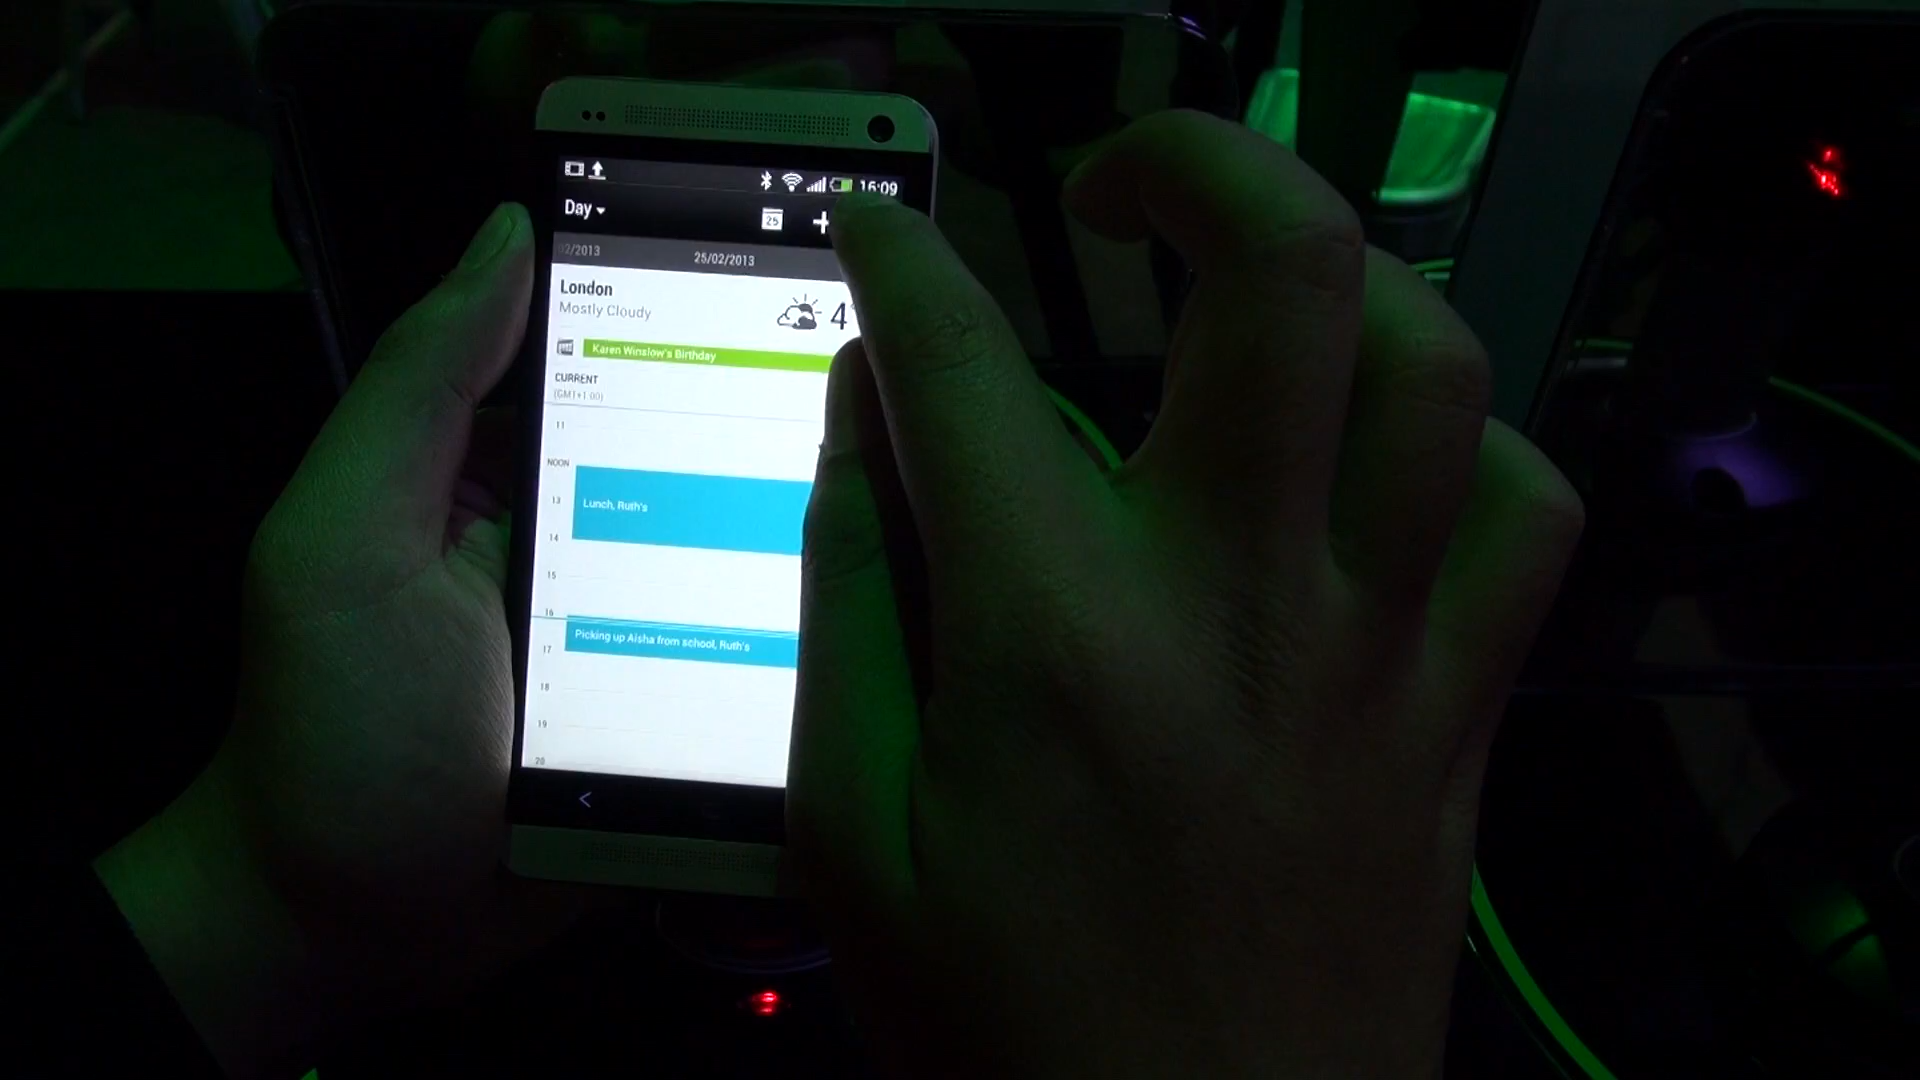 16:09
Day
25
02/2013
25/02/2013
London
Mostly Cloudy
4
Karen Winslow's Birthday
CURRENT
(GMT+1:00)
11
NOON
13
Lunch, Ruth's
14
15
16
Picking up Aisha from school, Ruth's
17
18
19
20